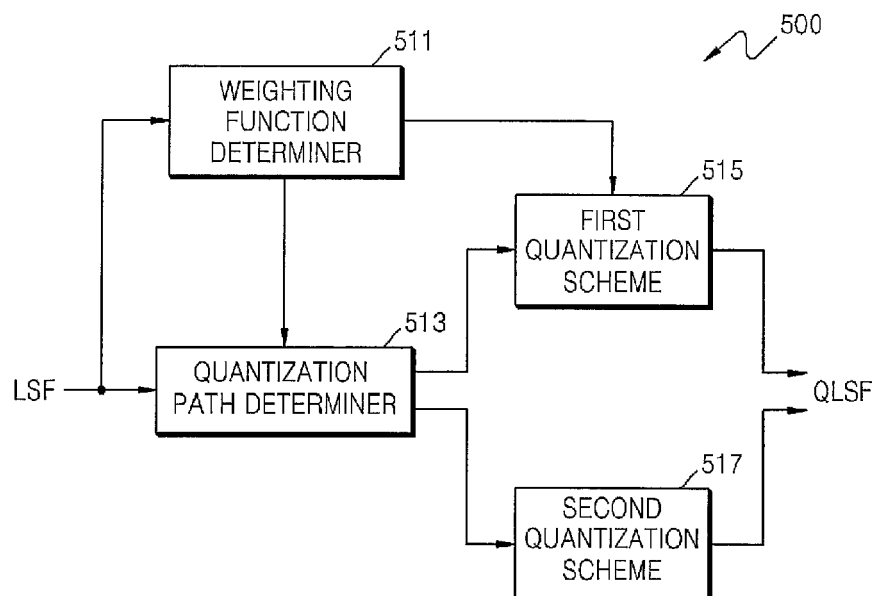 500
511
WEIGHTING
FUNCTION
DETERMINER
515
FIRST
QUANTIZATION
SCHEME
513
QUANTIZATION
PATH DETERMINER
LSF
QLSF
517
SECOND
QUANTIZATION
SCHEME